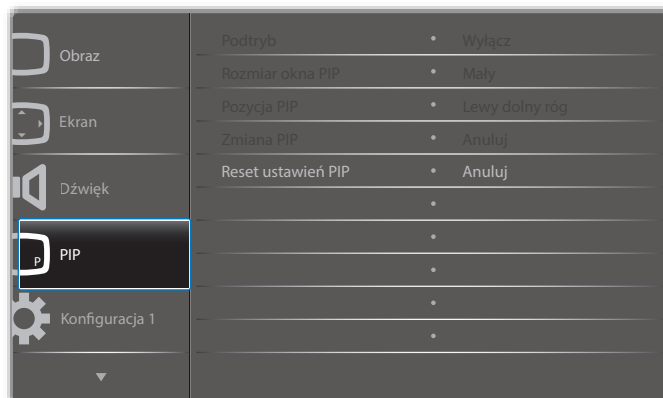 Obraz
Ekran
Dźwięk
P PIP
Konfiguracja 1
Podtryb • Wyłącz
Rozmiar okna PIP • Mały
Pozycja PIP • Lewy dolny róg
Zmiana PIP • Anuluj
Reset ustawień PIP • Anuluj